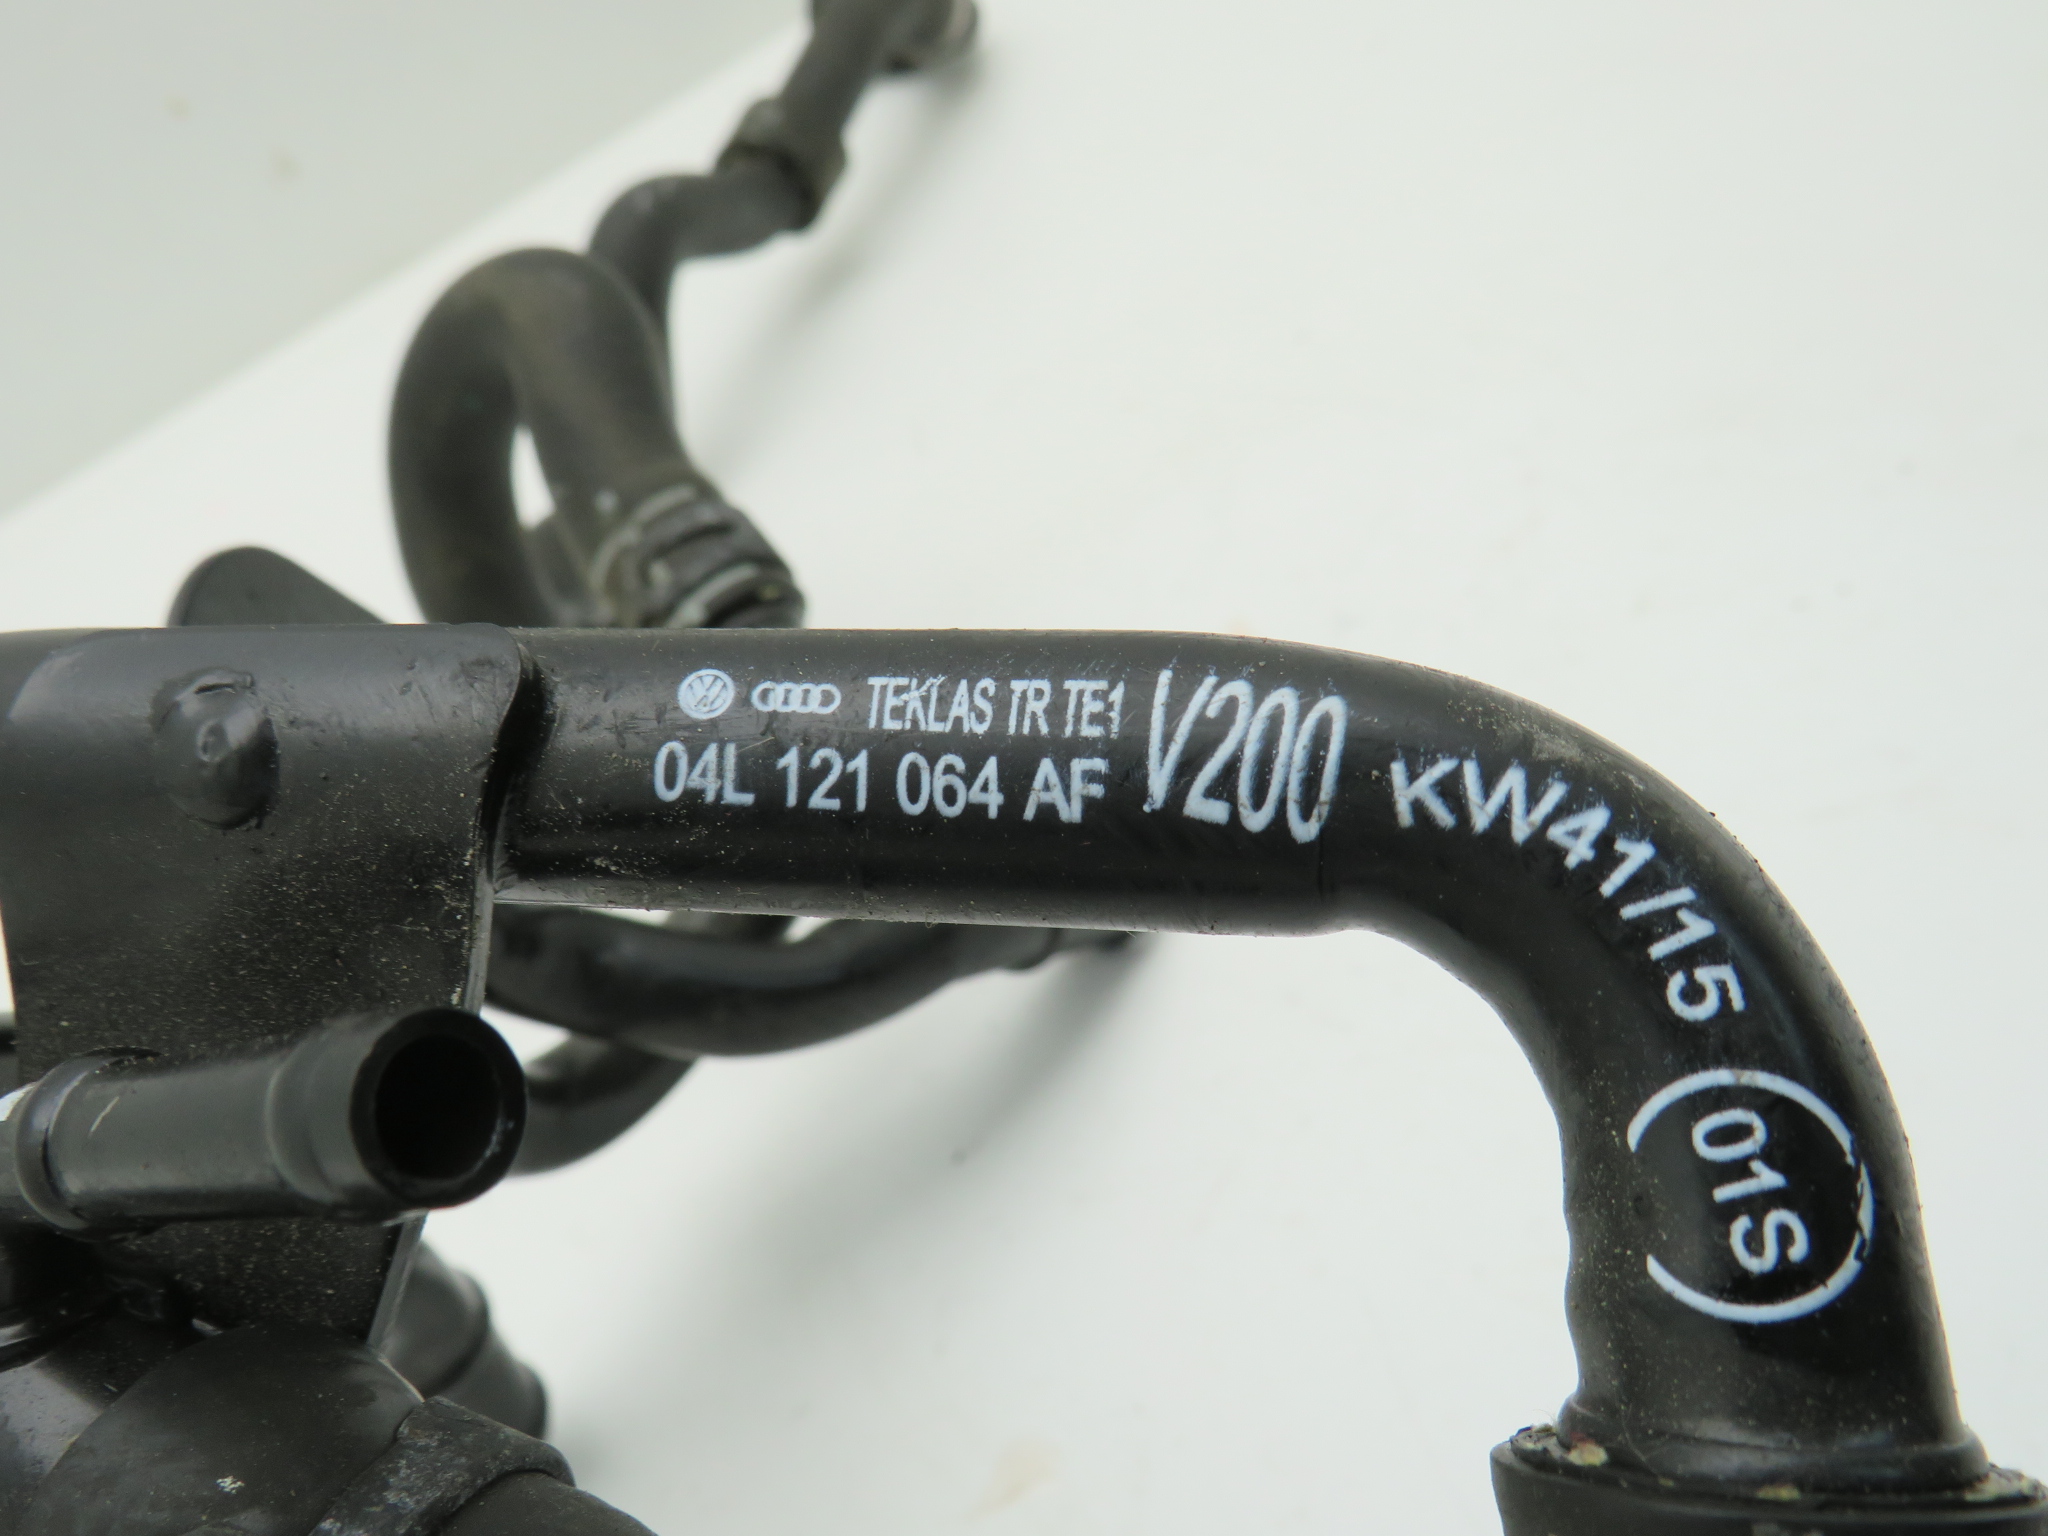 TEKLAS TR TE1
04L 121 064 AF
V200
KW41/15
01S